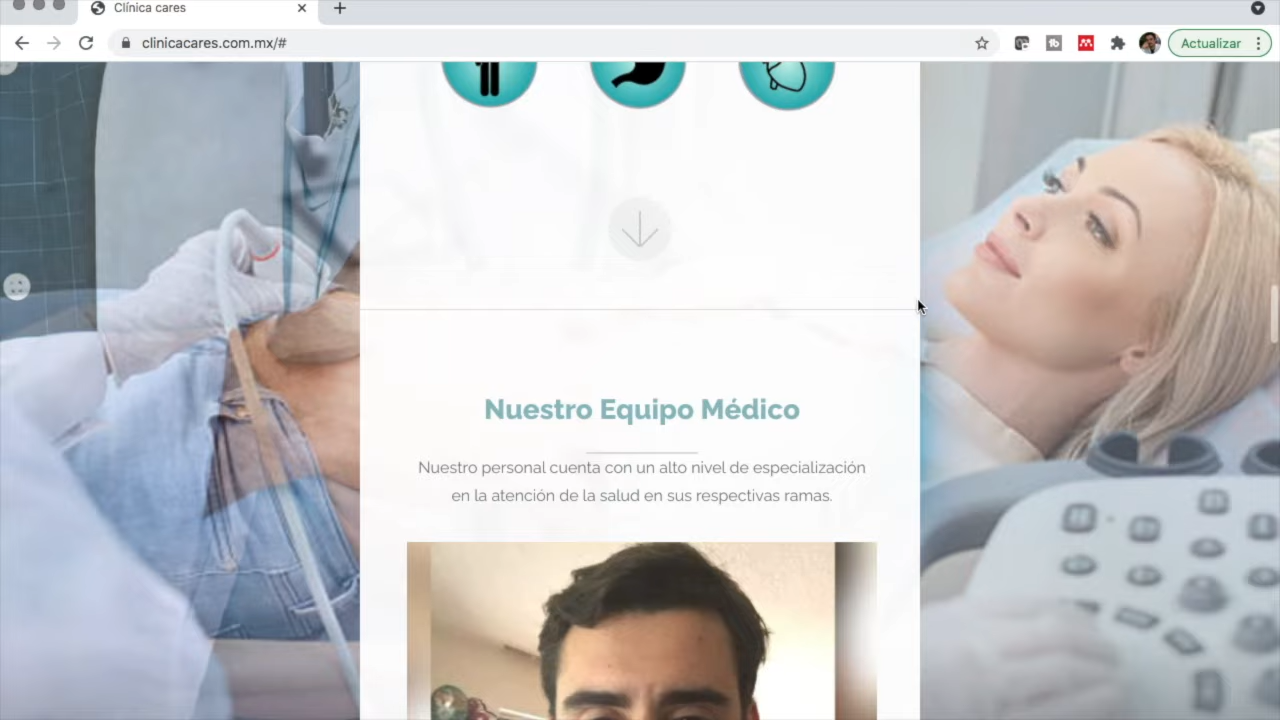 Clínica cares
clinicacares.com.mx/#
Actualizar
Nuestro Equipo Médico
Nuestro personal cuenta con un alto nivel de especialización
en la atención de la salud en sus respectivas ramas.